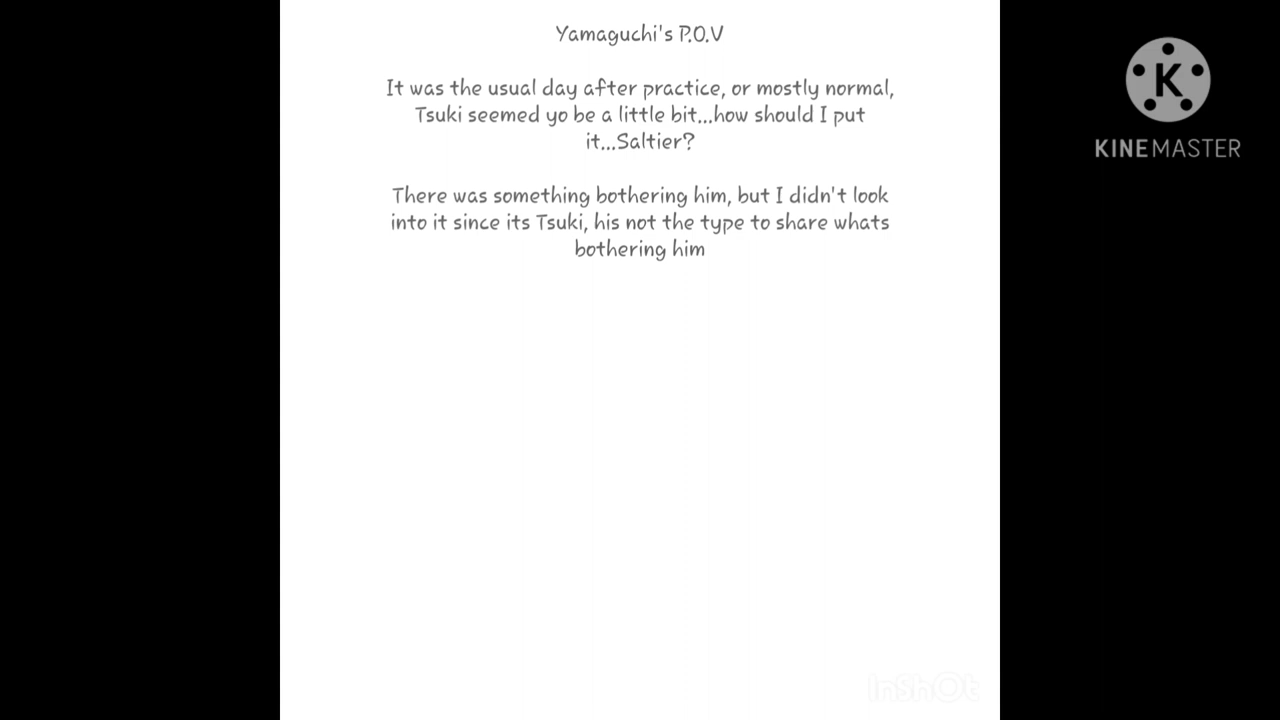 Yamaguchi's P.O.V
It was the usual day after practice, or mostly normal,
Tsuki seemed yo be a little bit...how should I put
it...Saltier?
There was something bothering him, but I didn't look
into it since its Tsuki, his not the type to share whats
bothering him
K
KINEMASTER
InShOt